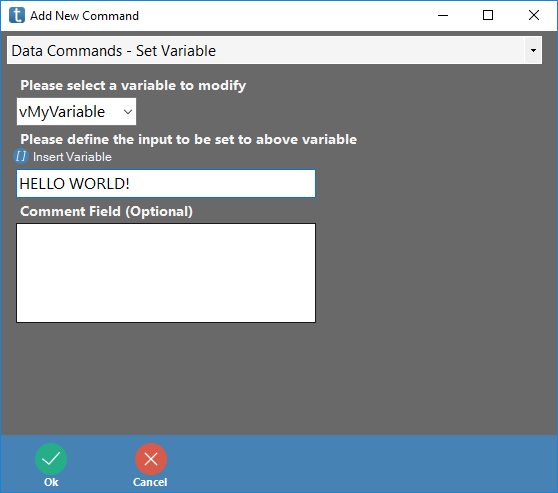 Add New Command
Data Commands - Set Variable
Please select a variable to modify
vMyVariable
Please define the input to be set to above variable
[] Insert Variable
HELLO WORLD!
Comment Field (Optional)
Ok
Cancel